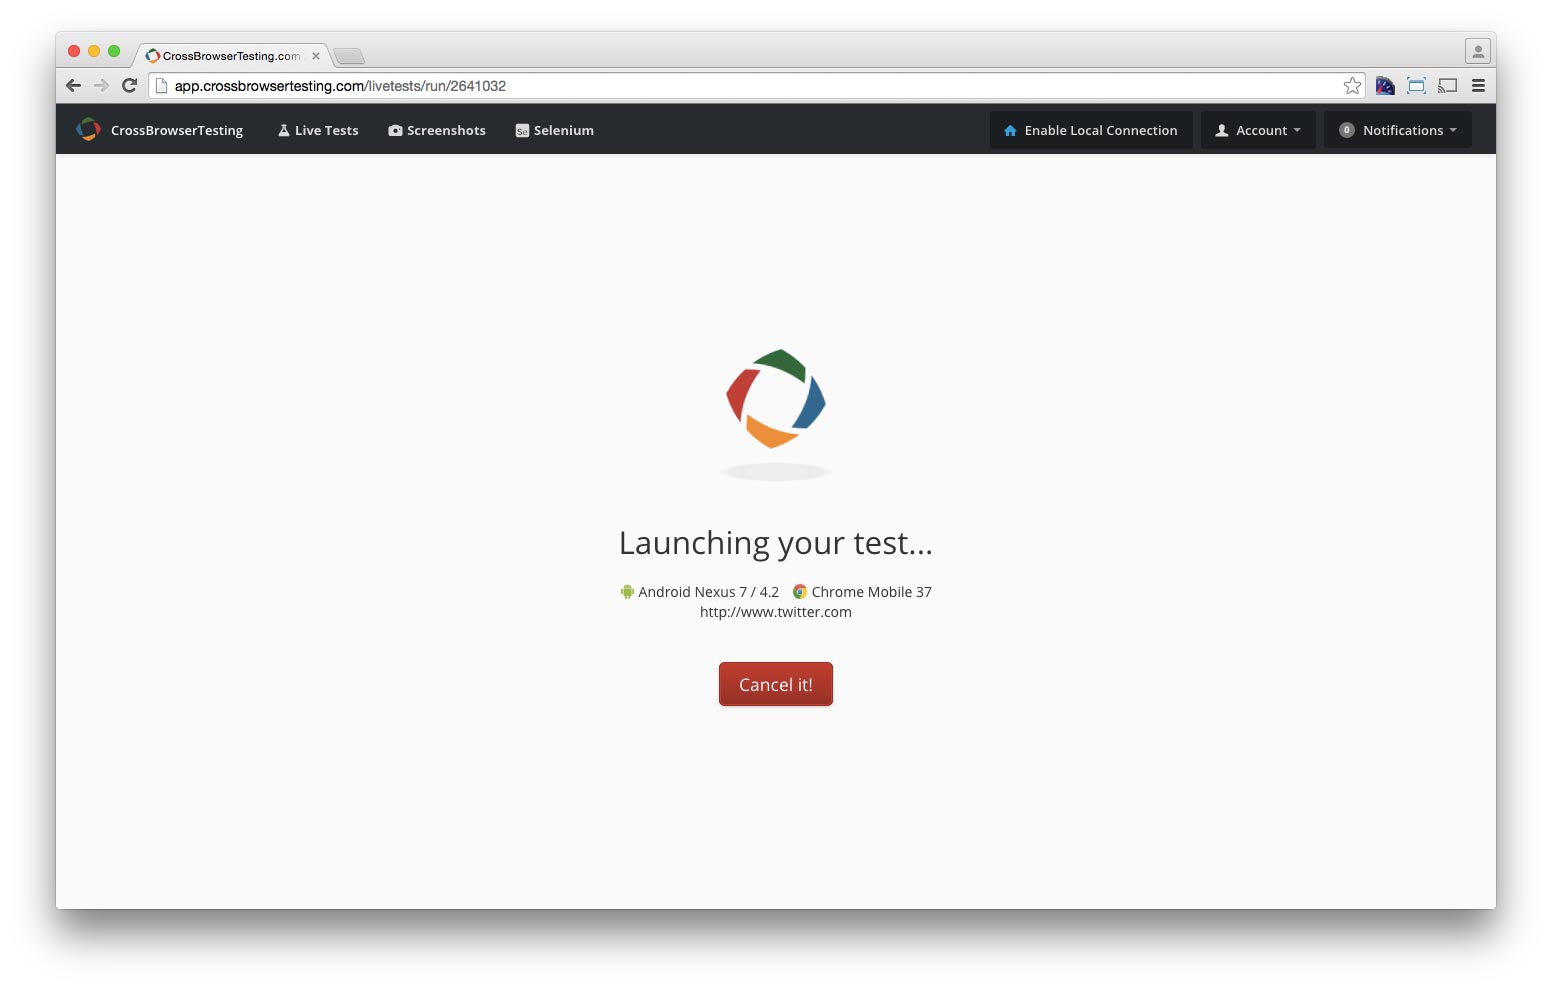 CrossBrowserTesting.com
app.crossbrowsertesting.com/livetests/run/2641032
CrossBrowserTesting Live Tests Screenshots Se Selenium Enable Local Connection Account 0 Notifications
Launching your test...
Android Nexus 7 / 4.2 Chrome Mobile 37
http://www.twitter.com
Cancel it!